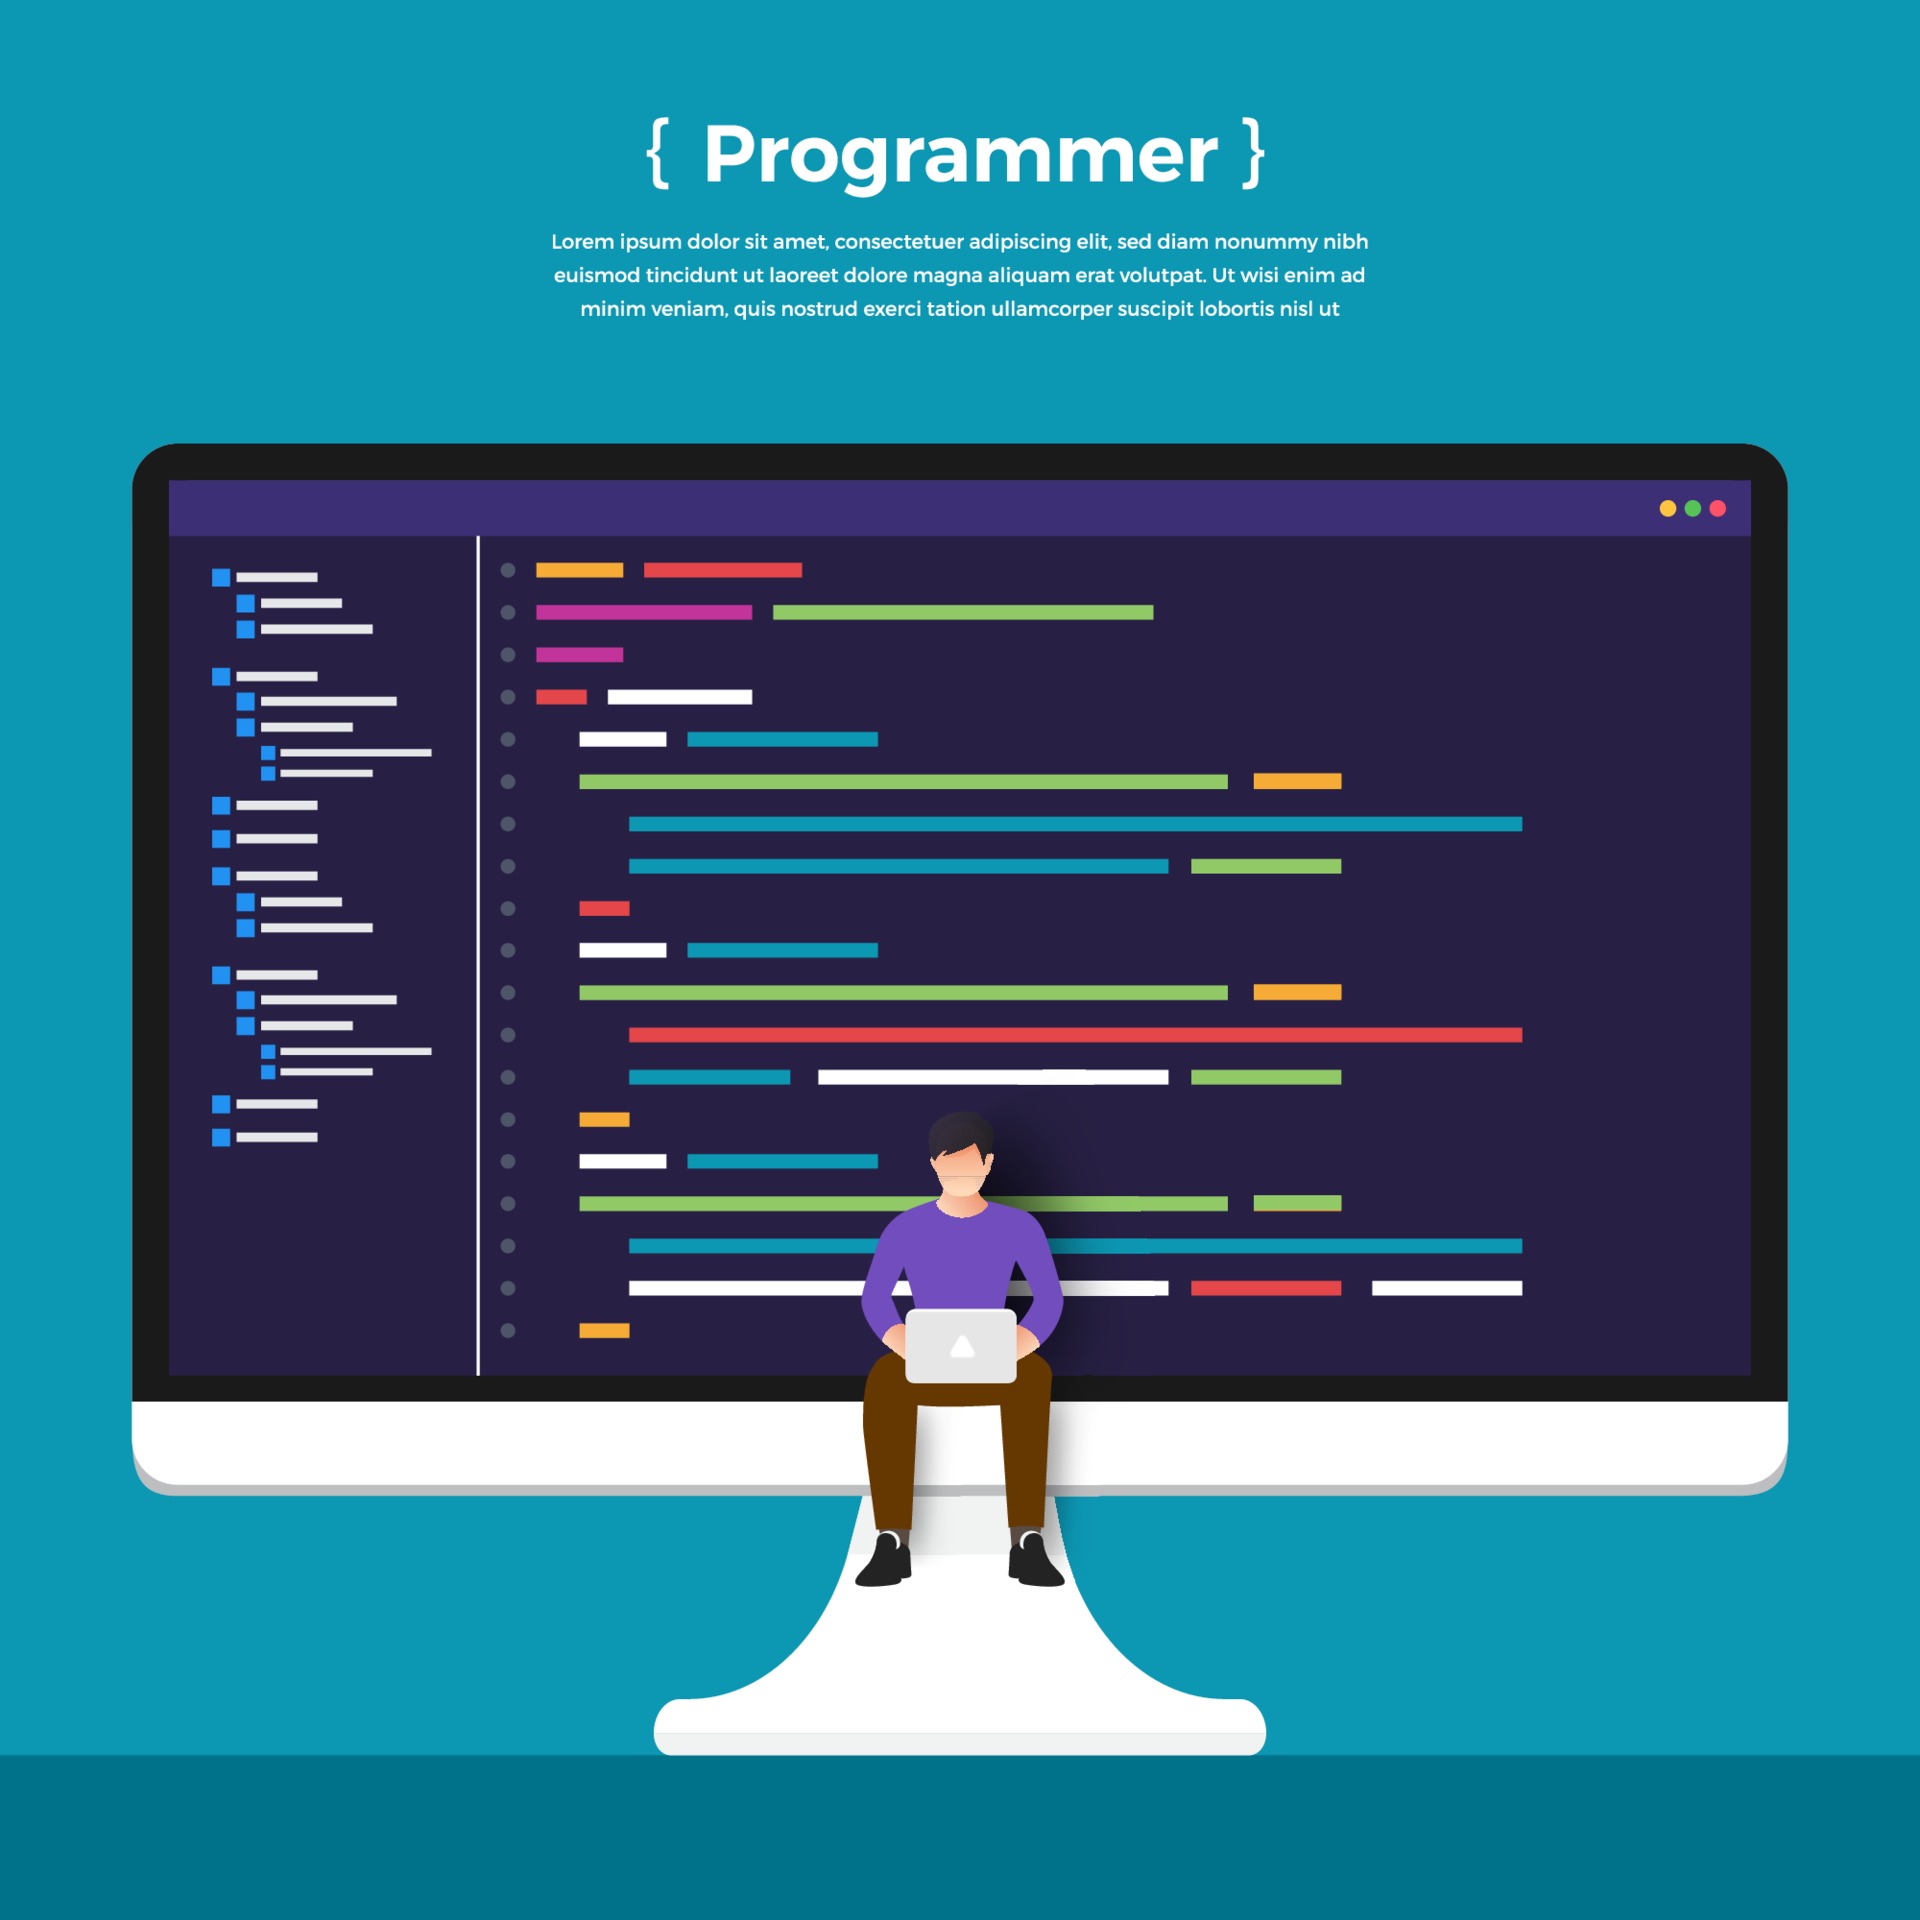 { Programmer }
Lorem ipsum dolor sit amet, consectetuer adipiscing elit, sed diam nonummy nibh
euismod tincidunt ut laoreet dolore magna aliquam erat volutpat. Ut wisi enim ad
minim veniam, quis nostrud exerci tation ullamcorper suscipit lobortis nisl ut